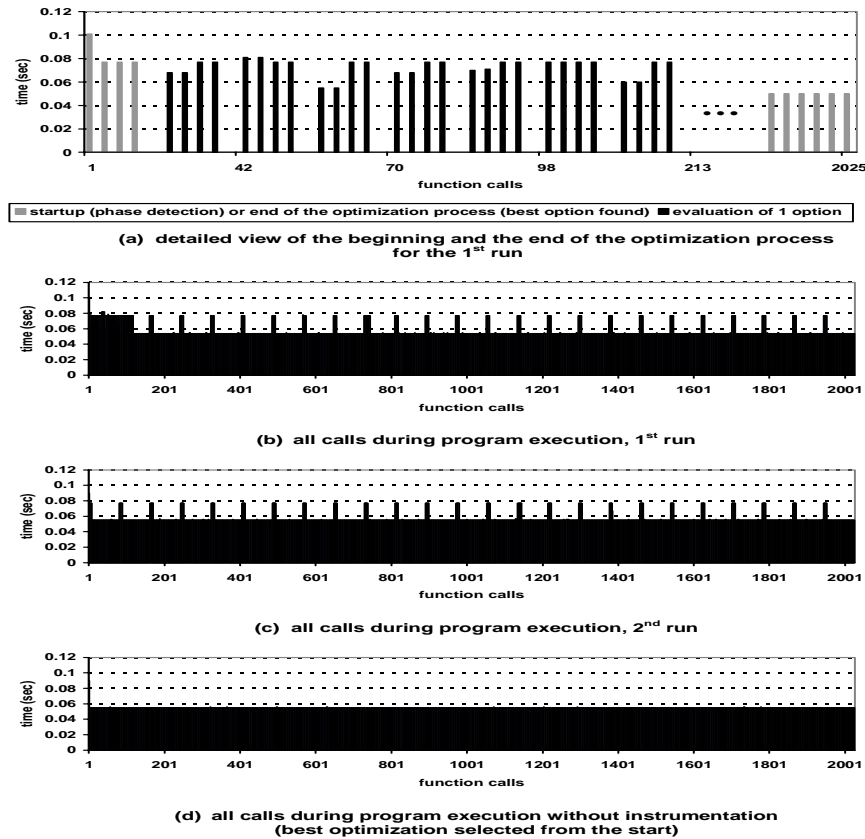 0.12
0.1
0.08
0.06
0.04
0.02
0
time (sec)
1 42 70 98 213 2025
function calls
startup (phase detection) or end of the optimization process (best option found) evaluation of 1 option
(a) detailed view of the beginning and the end of the optimization process
for the 1st run
0.12
0.1
0.08
0.06
0.04
0.02
0
time (sec)
1 201 401 601 801 1001 1201 1401 1601 1801 2001
function calls
(b) all calls during program execution, 1st run
0.12
0.1
0.08
0.06
0.04
0.02
0
time (sec)
1 201 401 601 801 1001 1201 1401 1601 1801 2001
function calls
(c) all calls during program execution, 2nd run
0.12
0.1
0.08
0.06
0.04
0.02
0
time (sec)
1 201 401 601 801 1001 1201 1401 1601 1801 2001
function calls
(d) all calls during program execution without instrumentation
(best optimization selected from the start)